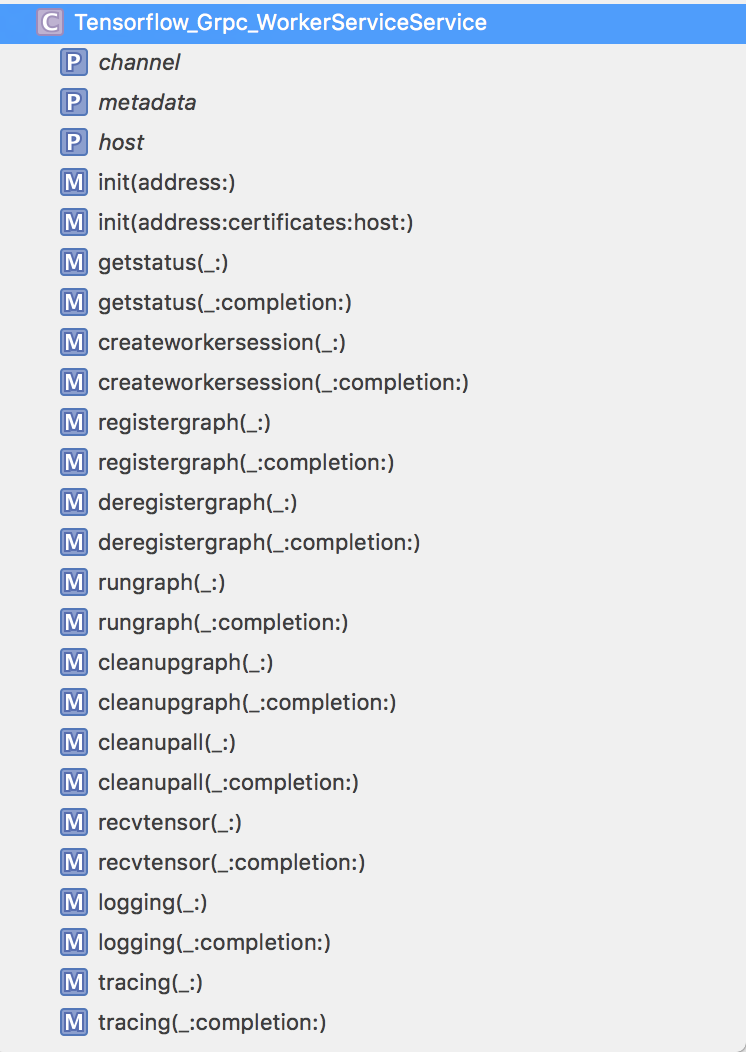 C Tensorflow_Grpc_WorkerServiceService
P channel
P metadata
P host
M init(address:)
M init(address:certificates:host:)
M getstatus(_:)
M getstatus(_:completion:)
M createworkersession(_:)
M createworkersession(_:completion:)
M registergraph(_:)
M registergraph(_:completion:)
M deregistergraph(_:)
M deregistergraph(_:completion:)
M rungraph(_:)
M rungraph(_:completion:)
M cleanupgraph(_:)
M cleanupgraph(_:completion:)
M cleanupall(_:)
M cleanupall(_:completion:)
M recvtensor(_:)
M recvtensor(_:completion:)
M logging(_:)
M logging(_:completion:)
M tracing(_:)
M tracing(_:completion:)